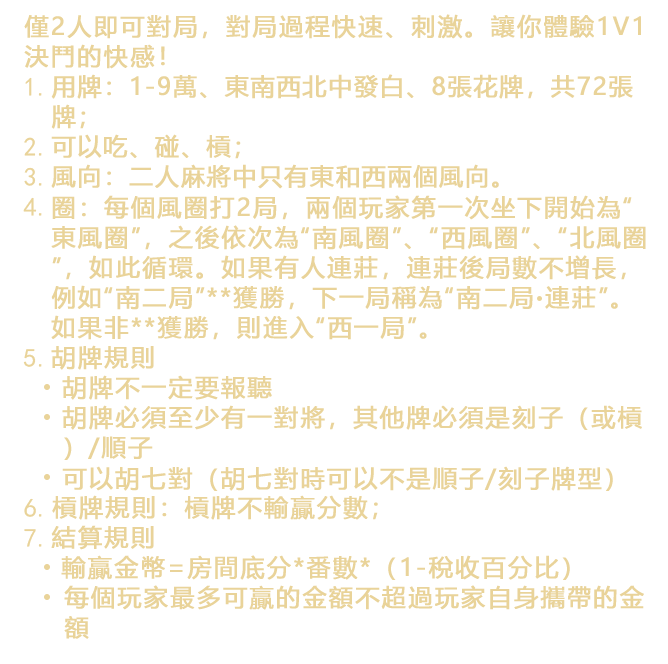 僅2人即可對局，對局過程快速、刺激。讓你體驗1V1
決鬥的快感！
1. 用牌：1-9萬、東南西北中發白、8張花牌，共72張
牌；
2. 可以吃、碰、槓；
3. 風向：二人麻將中只有東和西兩個風向。
4. 圈：每個風圈打2局，兩個玩家第一次坐下開始為“
東風圈”，之後依次為“南風圈”、“西風圈”、“北風圈
”，如此循環。如果有人連莊，連莊後局數不增長，
例如“南二局”**獲勝，下一局稱為“南二局·連莊”。
如果非**獲勝，則進入“西一局”。
5. 胡牌規則
• 胡牌不一定要報聽
• 胡牌必須至少有一對將，其他牌必須是刻子（或槓
）/順子
• 可以胡七對（胡七對時可以不是順子/刻子牌型）
6. 槓牌規則：槓牌不輸贏分數；
7. 結算規則
• 輸贏金幣=房間底分*番數*（1-稅收百分比）
• 每個玩家最多可贏的金額不超過玩家自身攜帶的金
額